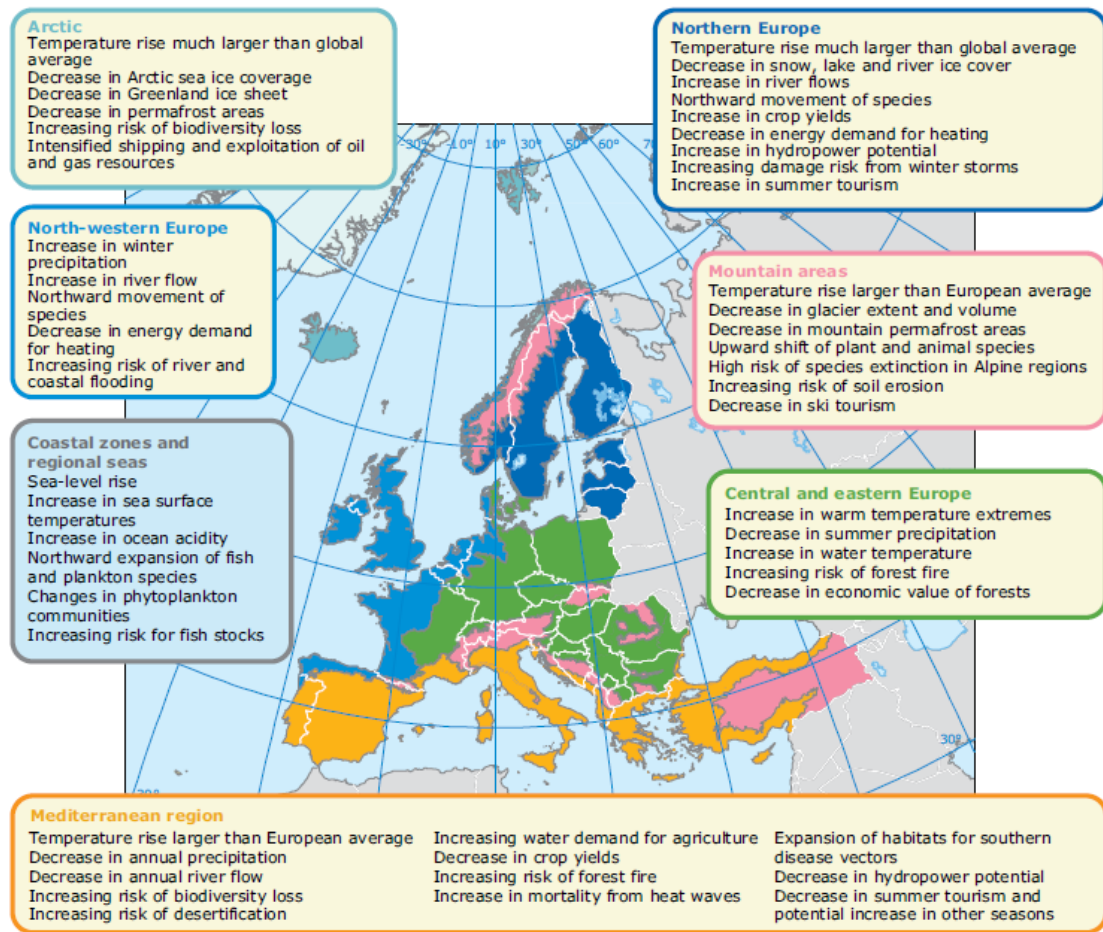 Arctic
Temperature rise much larger than global
average
Decrease in Arctic sea ice coverage
Decrease in Greenland ice sheet
Decrease in permafrost areas
Increasing risk of biodiversity loss
Intensified shipping and exploitation of oil
and gas resources
Northern Europe
Temperature rise much larger than global average
Decrease in snow, lake and river ice cover
Increase in river flows
Northward movement of species
Increase in crop yields
Decrease in energy demand for heating
Increase in hydropower potential
Increasing damage risk from winter storms
Increase in summer tourism
-30° -10° 10° 30° 50° 60°
North-western Europe
Increase in winter
precipitation
Increase in river flow
Northward movement of
species
Decrease in energy demand
for heating
Increasing risk of river and
coastal flooding
Mountain areas
Temperature rise larger than European average
Decrease in glacier extent and volume
Decrease in mountain permafrost areas
Upward shift of plant and animal species
High risk of species extinction in Alpine regions
Increasing risk of soil erosion
Decrease in ski tourism
Coastal zones and
regional seas
Sea-level rise
Increase in sea surface
temperatures
Increase in ocean acidity
Northward expansion of fish
and plankton species
Changes in phytoplankton
communities
Increasing risk for fish stocks
Central and eastern Europe
Increase in warm temperature extremes
Decrease in summer precipitation
Increase in water temperature
Increasing risk of forest fire
Decrease in economic value of forests
30°
Mediterranean region
Temperature rise larger than European average
Decrease in annual precipitation
Decrease in annual river flow
Increasing risk of biodiversity loss
Increasing risk of desertification
Increasing water demand for agriculture
Decrease in crop yields
Increasing risk of forest fire
Increase in mortality from heat waves
Expansion of habitats for southern
disease vectors
Decrease in hydropower potential
Decrease in summer tourism and
potential increase in other seasons